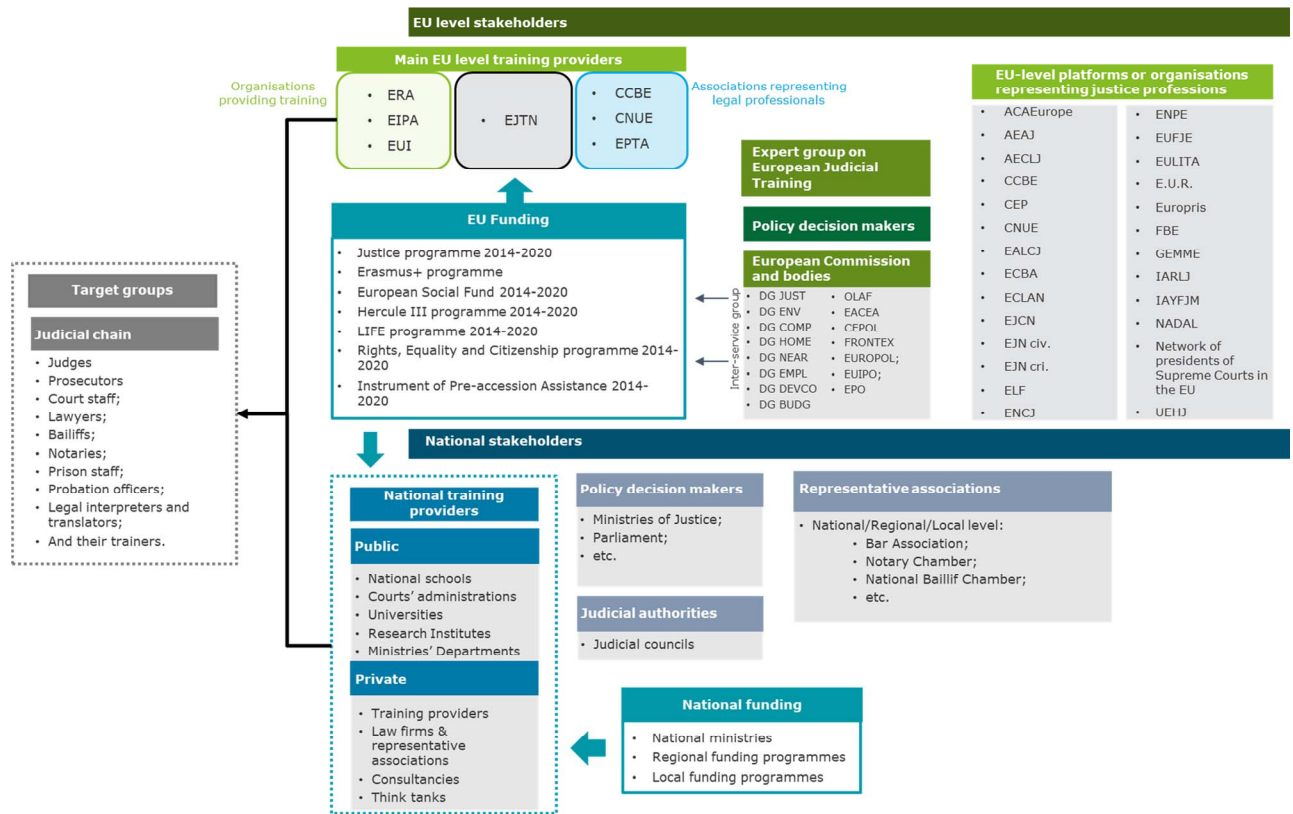 EU level stakeholders
Main EU level training providers
Organisations
providing training
• ERA
• EIPA
• EUI
• EJTN
• CCBE
• CNUE
• EPTA
Associations representing
legal professionals
EU-level platforms or organisations
representing justice professions
• ACAEurope
• AEAJ
• AECLJ
• CCBE
• CEP
• CNUE
• EALCJ
• ECBA
• ECLAN
• EJCN
• EJN civ.
• EJN cri.
• ELF
• ENCJ
• ENPE
• EUFJE
• EULITA
• E.U.R.
• Europris
• FBE
• GEMME
• IARLJ
• IAYFJM
• NADAL
• Network of
presidents of
Supreme Courts in
the EU
• UEHJ
Expert group on
European Judicial
Training
Policy decision makers
European Commission
and bodies
• DG JUST
• DG ENV
• DG COMP
• DG HOME
• DG NEAR
• DG EMPL
• DG DEVCO
• DG BUDG
• OLAF
• EACEA
• CEPOL
• FRONTEX
• EUROPOL;
• EUIPO;
• EPO
Inter-service group
EU Funding
• Justice programme 2014-2020
• Erasmus+ programme
• European Social Fund 2014-2020
• Hercule III programme 2014-2020
• LIFE programme 2014-2020
• Rights, Equality and Citizenship programme 2014-
2020
• Instrument of Pre-accession Assistance 2014-
2020
Target groups
Judicial chain
• Judges
• Prosecutors
• Court staff;
• Lawyers;
• Bailiffs;
• Notaries;
• Prison staff;
• Probation officers;
• Legal interpreters and
translators;
• And their trainers.
National stakeholders
National training
providers
Public
• National schools
• Courts' administrations
• Universities
• Research Institutes
• Ministries' Departments
Private
• Training providers
• Law firms &
representative
associations
• Consultancies
• Think tanks
Policy decision makers
• Ministries of Justice;
• Parliament;
• etc.
Judicial authorities
• Judicial councils
Representative associations
• National/Regional/Local level:
• Bar Association;
• Notary Chamber;
• National Baillif Chamber;
• etc.
National funding
• National ministries
• Regional funding programmes
• Local funding programmes